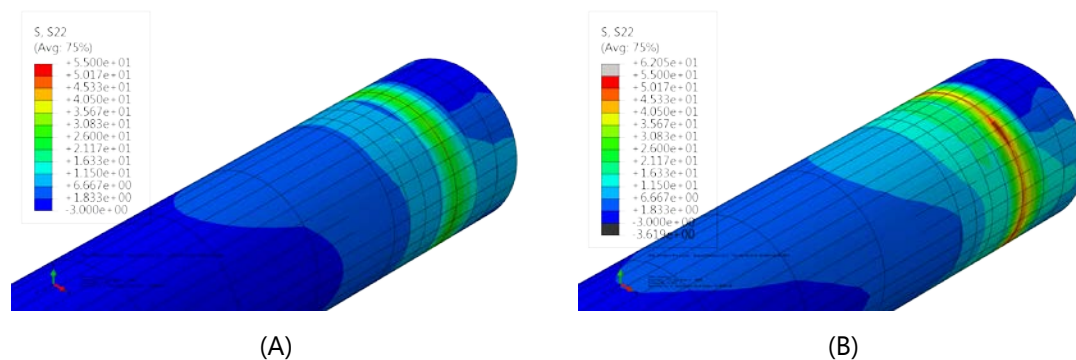 S, S22
(Avg: 75%)
+5.500e+01
+5.017e+01
+4.533e+01
+4.050e+01
+3.567e+01
+3.083e+01
+2.600e+01
+2.117e+01
+1.633e+01
+1.150e+01
+6.667e+00
+1.833e+00
-3.000e+00
S, S22
(Avg: 75%)
+6.205e+01
+5.500e+01
+5.017e+01
+4.533e+01
+4.050e+01
+3.567e+01
+3.083e+01
+2.600e+01
+2.117e+01
+1.633e+01
+1.150e+01
+6.667e+00
+1.833e+00
-3.000e+00
-3.619e+00
(A)
(B)